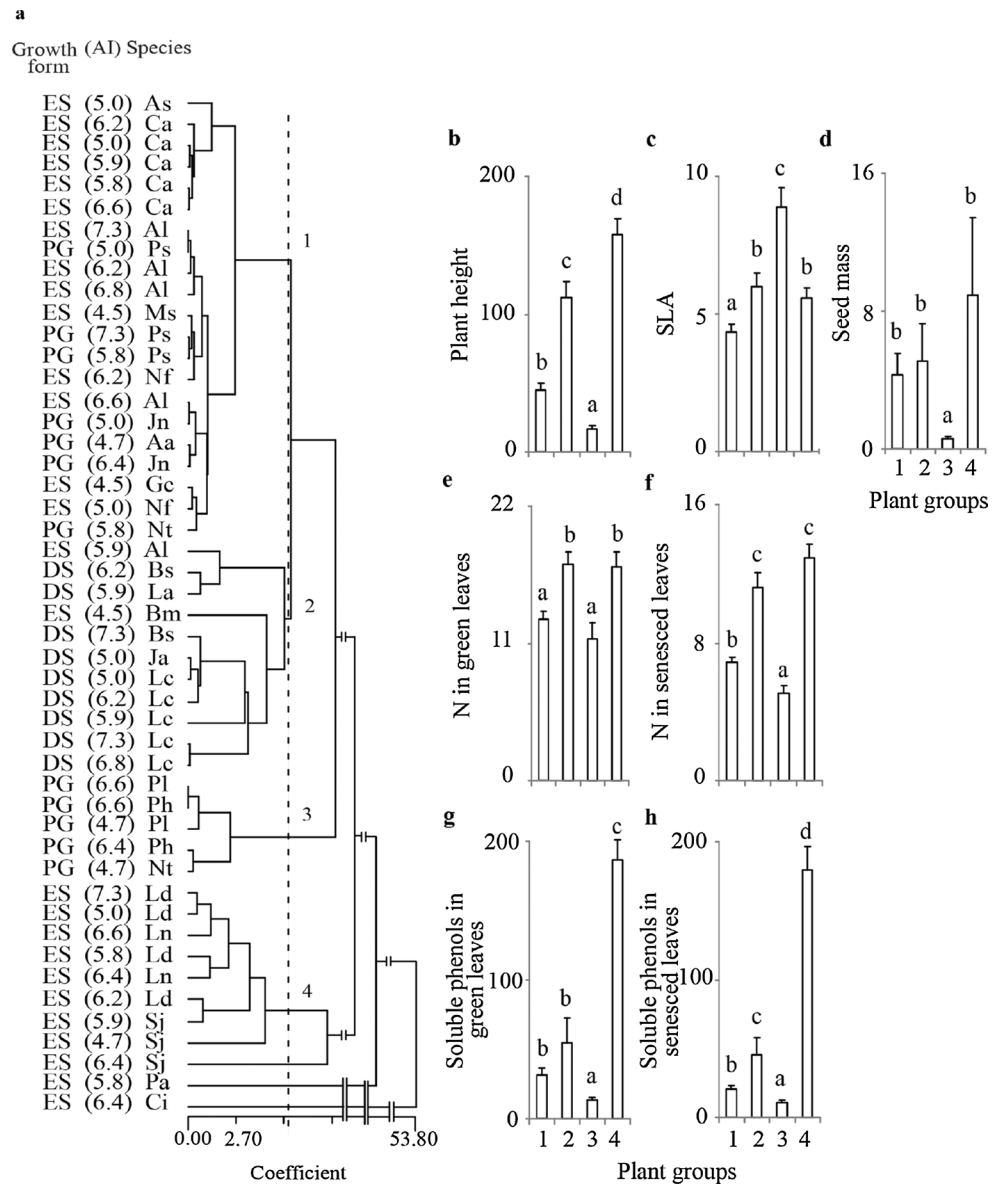 a
Growth (AI) Species
form
ES (5.0) As
ES (6.2) Ca
ES (5.0) Ca
ES (5.9) Ca
ES (5.8) Ca
ES (6.6) Ca
ES (7.3) Al
PG (5.0) Ps
ES (6.2) Al
ES (6.8) Al
ES (4.5) Ms
PG (7.3) Ps
PG (5.8) Ps
ES (6.2) Nf
ES (6.6) Al
PG (5.0) Jn
PG (4.7) Aa
PG (6.4) Jn
ES (4.5) Gc
ES (5.0) Nf
PG (5.8) Nt
ES (5.9) Al
DS (6.2) Bs
DS (5.9) La
ES (4.5) Bm
DS (7.3) Bs
DS (5.0) Ja
DS (5.0) Lc
DS (6.2) Lc
DS (5.9) Lc
DS (7.3) Lc
DS (6.8) Lc
PG (6.6) Pl
PG (6.6) Ph
PG (4.7) Pl
PG (6.4) Ph
PG (4.7) Nt
ES (7.3) Ld
ES (5.0) Ld
ES (6.6) Ln
ES (5.8) Ld
ES (6.4) Ln
ES (6.2) Ld
ES (5.9) Sj
ES (4.7) Sj
ES (6.4) Sj
ES (5.8) Pa
ES (6.4) Ci
1
2
3
4
0.00 2.70 53.80
Coefficient
b
Plant height
200
100
0
b c a d
c
SLA
10
5
0
a b c b
d
Seed mass
16
8
0
b b a b
1 2 3 4
Plant groups
e
N in green leaves
22
11
0
a b a b
f
N in senesced leaves
16
8
0
b c a c
g
Soluble phenols in
green leaves
200
100
0
b b a c
1 2 3 4
h
Soluble phenols in
senesced leaves
200
100
0
b c a d
1 2 3 4
Plant groups